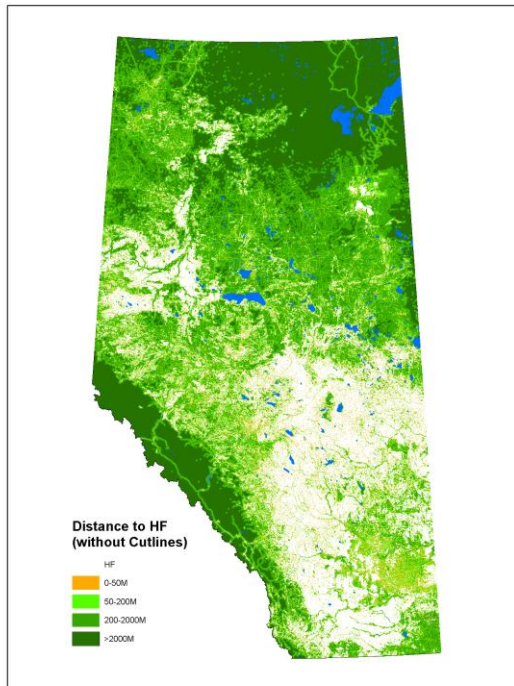 Distance to HF
(without Cutlines)
HF
0-50M
50-200M
200-2000M
>2000M